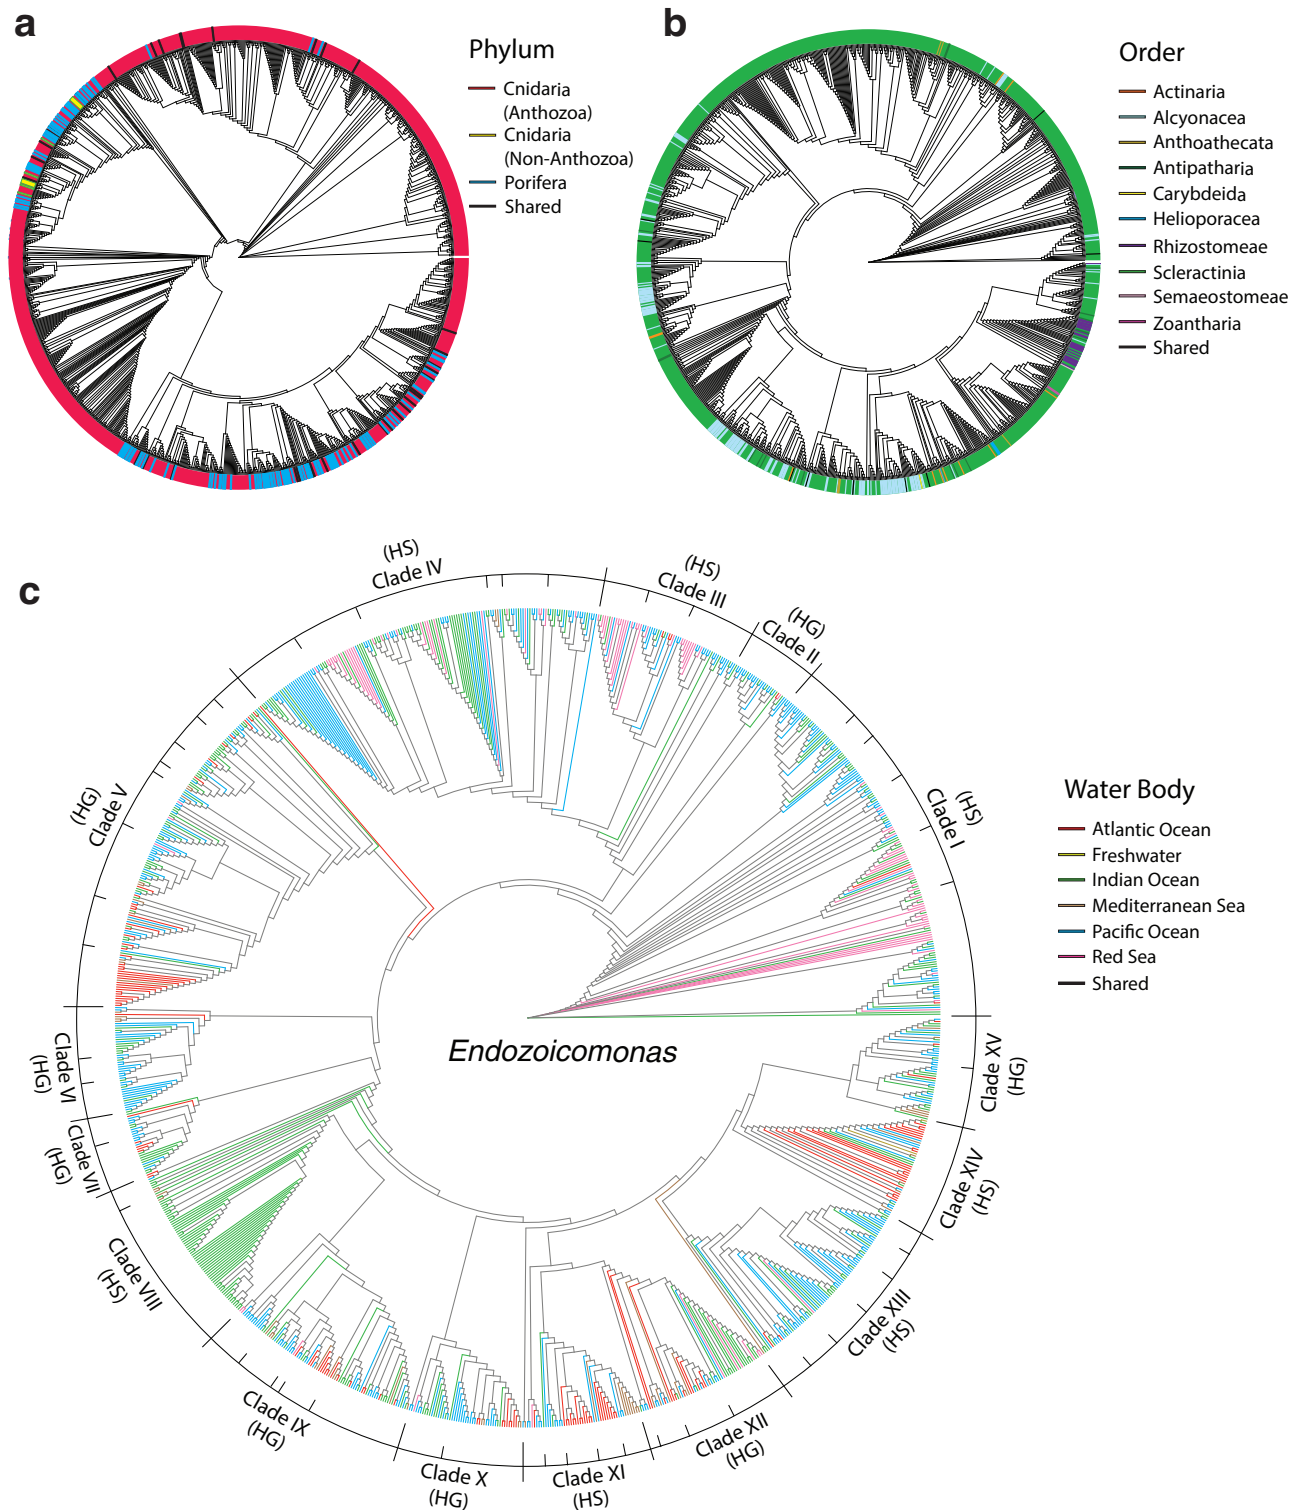 a
Phylum
Cnidaria
(Anthozoa)
Cnidaria
(Non-Anthozoa)
Porifera
Shared
b
Order
Actinaria
Alcyonacea
Anthoathecata
Antipatharia
Carybdeida
Helioporacea
Rhizostomeae
Scleractinia
Semaeostomeae
Zoantharia
Shared
c
(HS)
Clade IV
(HS)
Clade III
(HG)
Clade II
(HS)
Clade I
(HG)
Clade V
Clade VI
(HG)
Clade VII
(HG)
Clade VIII
(HS)
Clade IX
(HG)
Clade X
(HG)
Clade XI
(HS)
Clade XII
(HG)
Clade XIII
(HS)
Clade XIV
(HS)
Clade XV
(HG)
Endozoicomonas
Water Body
Atlantic Ocean
Freshwater
Indian Ocean
Mediterranean Sea
Pacific Ocean
Red Sea
Shared